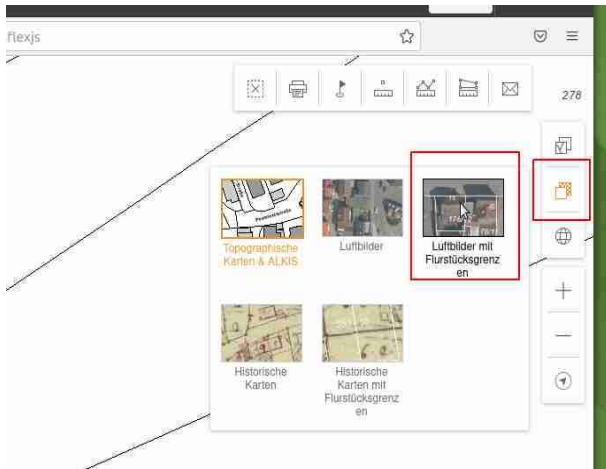 flexjs
278
Topographische
Karten & ALKIS
Luftbilder
Luftbilder mit
Flurstücksgrenz
en
Historische
Karten
Historische
Karten mit
Flurstücksgrenz
en